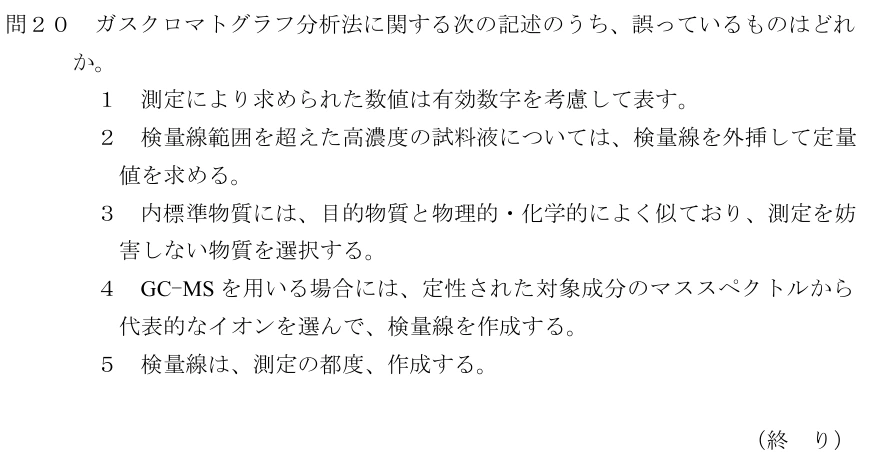 問２０　ガスクロマトグラフ分析法に関する次の記述のうち、誤っているものはどれ
か。
１　測定により求められた数値は有効数字を考慮して表す。
２　検量線範囲を超えた高濃度の試料液については、検量線を外挿して定量
値を求める。
３　内標準物質には、目的物質と物理的・化学的によく似ており、測定を妨
害しない物質を選択する。
４　GC−MS を用いる場合には、定性された対象成分のマススペクトルから
代表的なイオンを選んで、検量線を作成する。
５　検量線は、測定の都度、作成する。
（終　り）